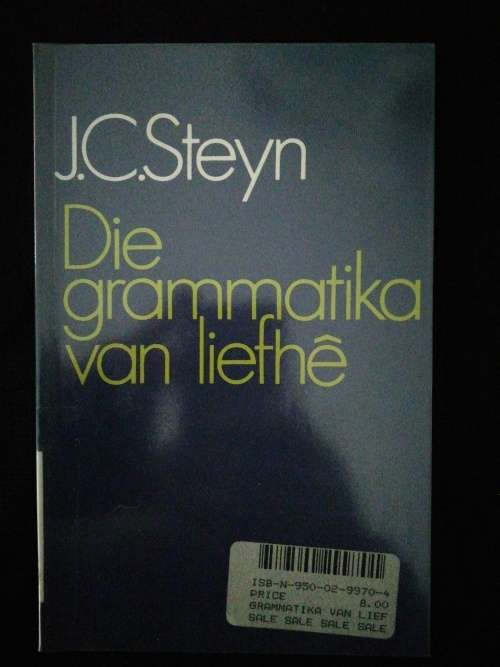 J.C.Steyn
Die
grammatika
van liefhê
ISB-N-950-02-9970-4
PRICE 8.00
GRAMMATIKA VAN LIEF
SALE SALE SALE SALE